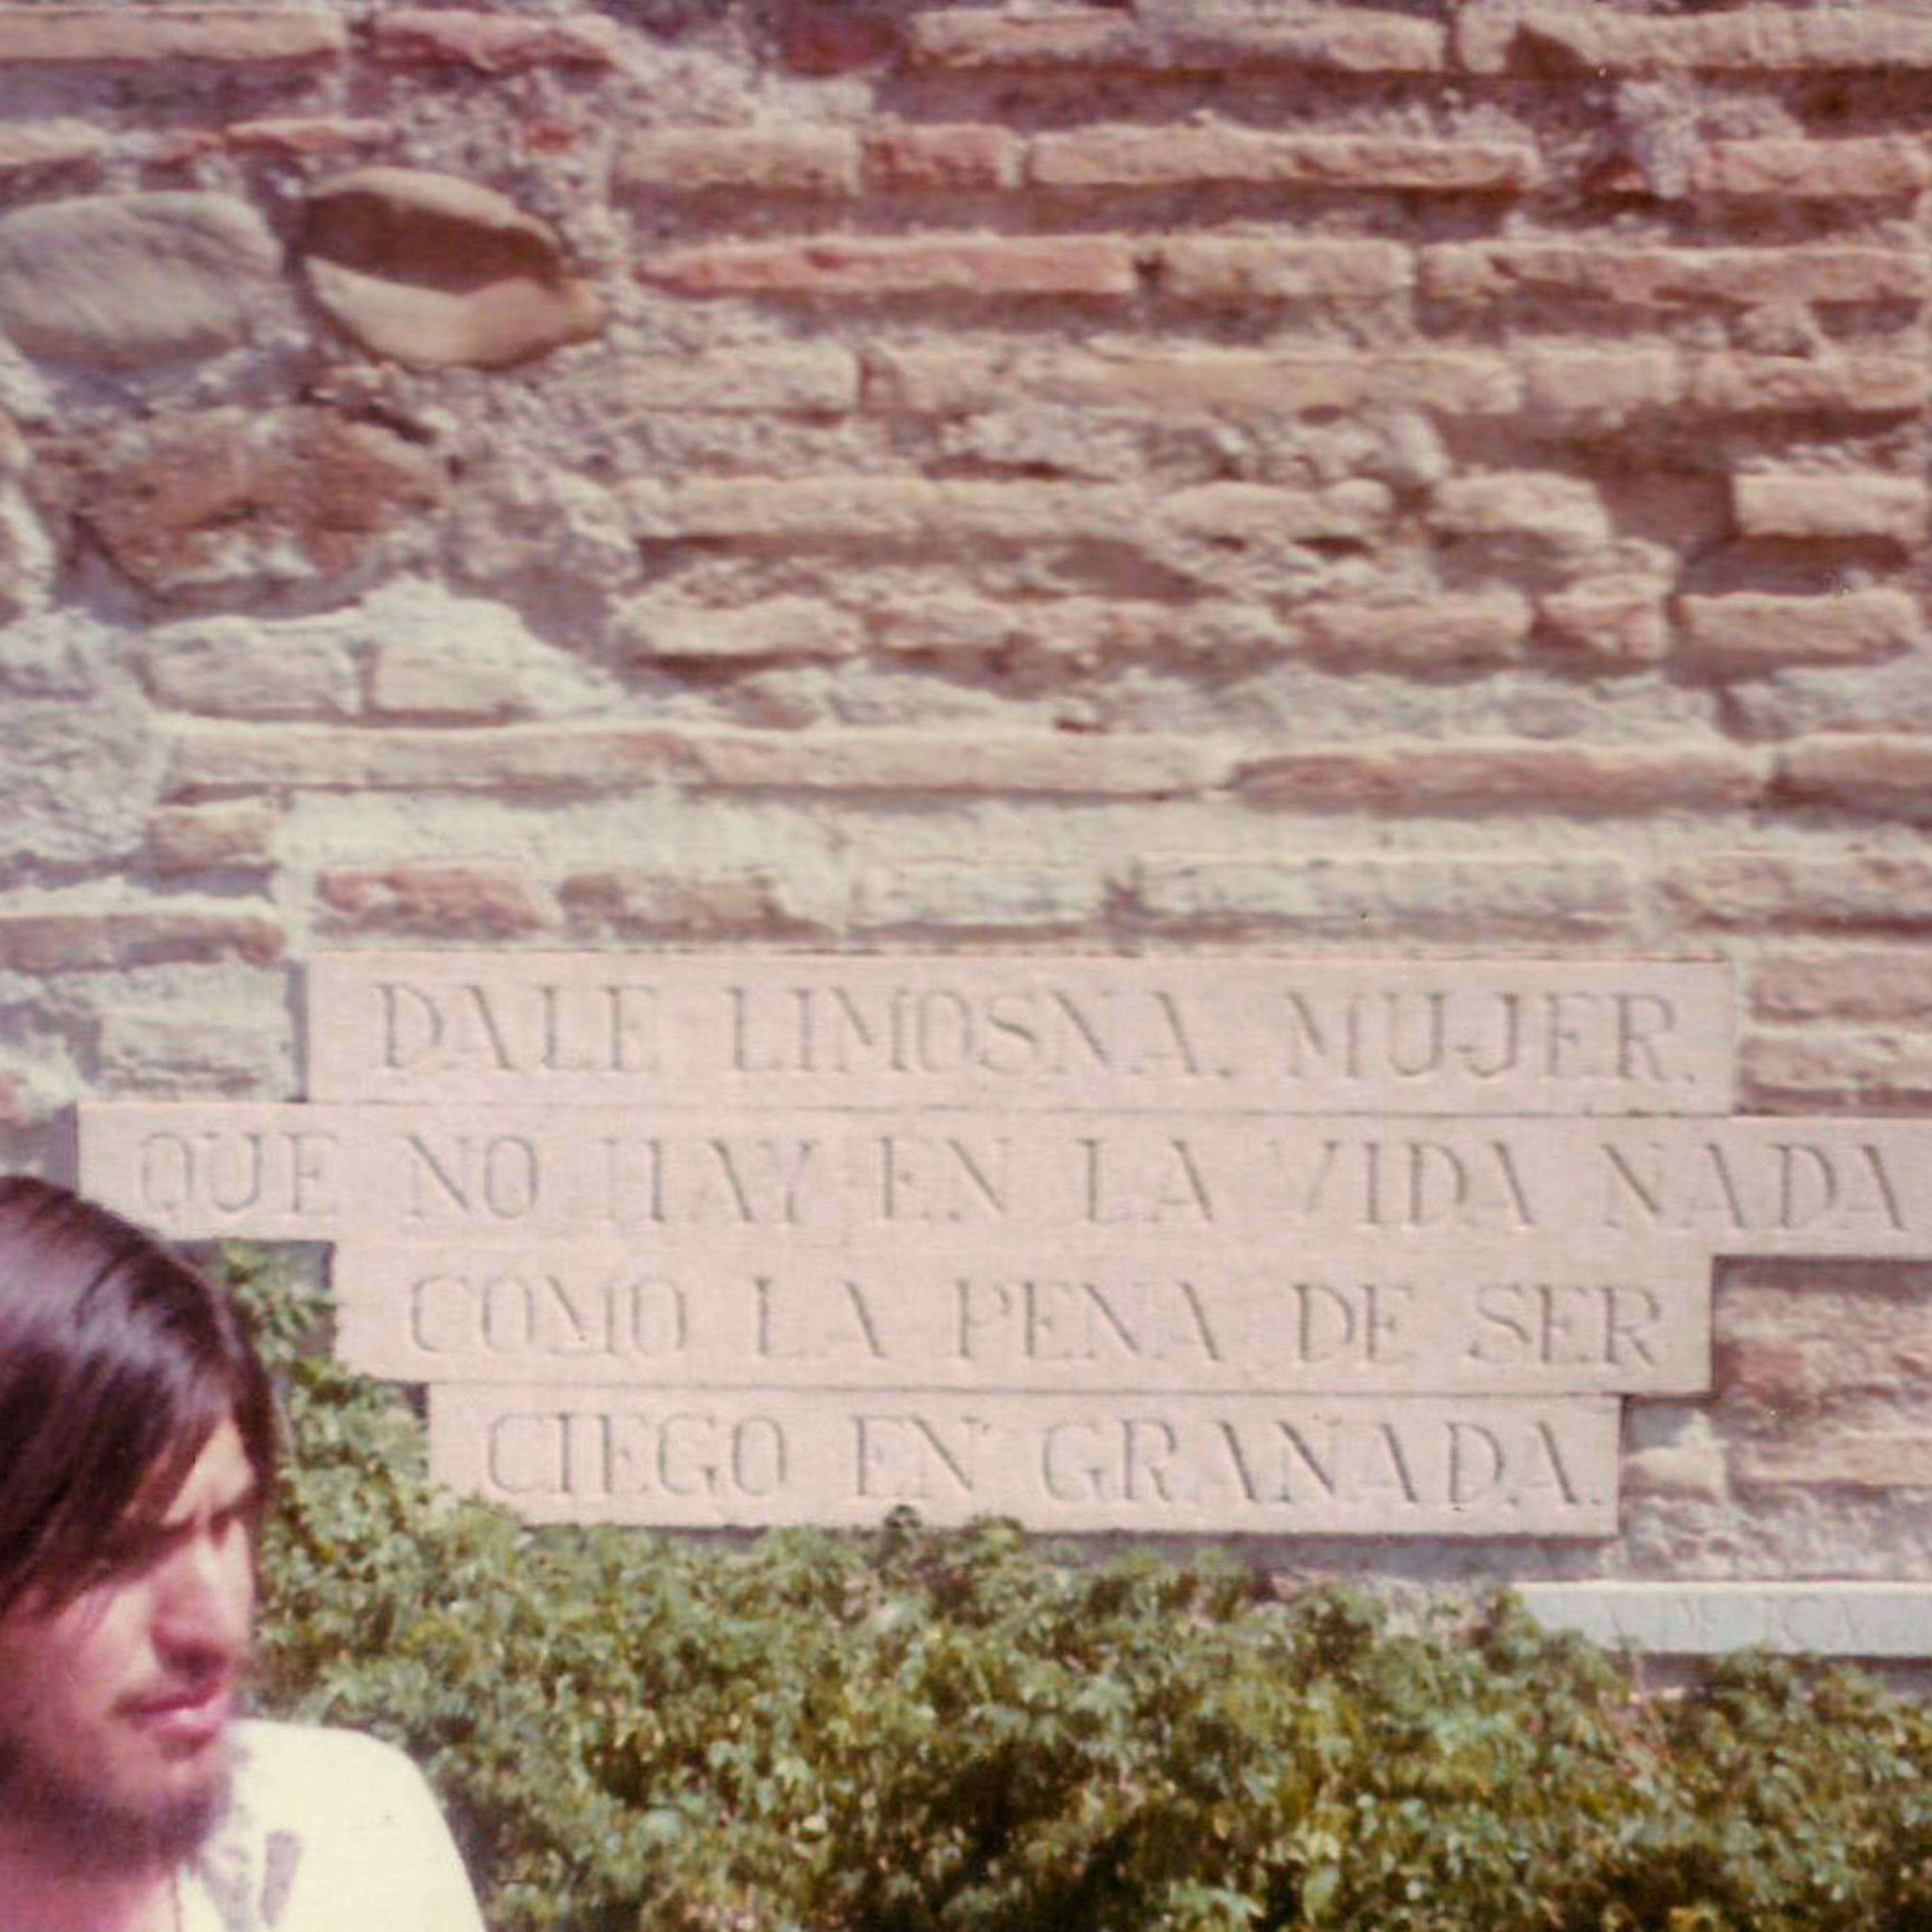 DALE LIMOSNA, MUJER,
QUE NO HAY EN LA VIDA NADA
COMO LA PENA DE SER
CIEGO EN GRANADA.